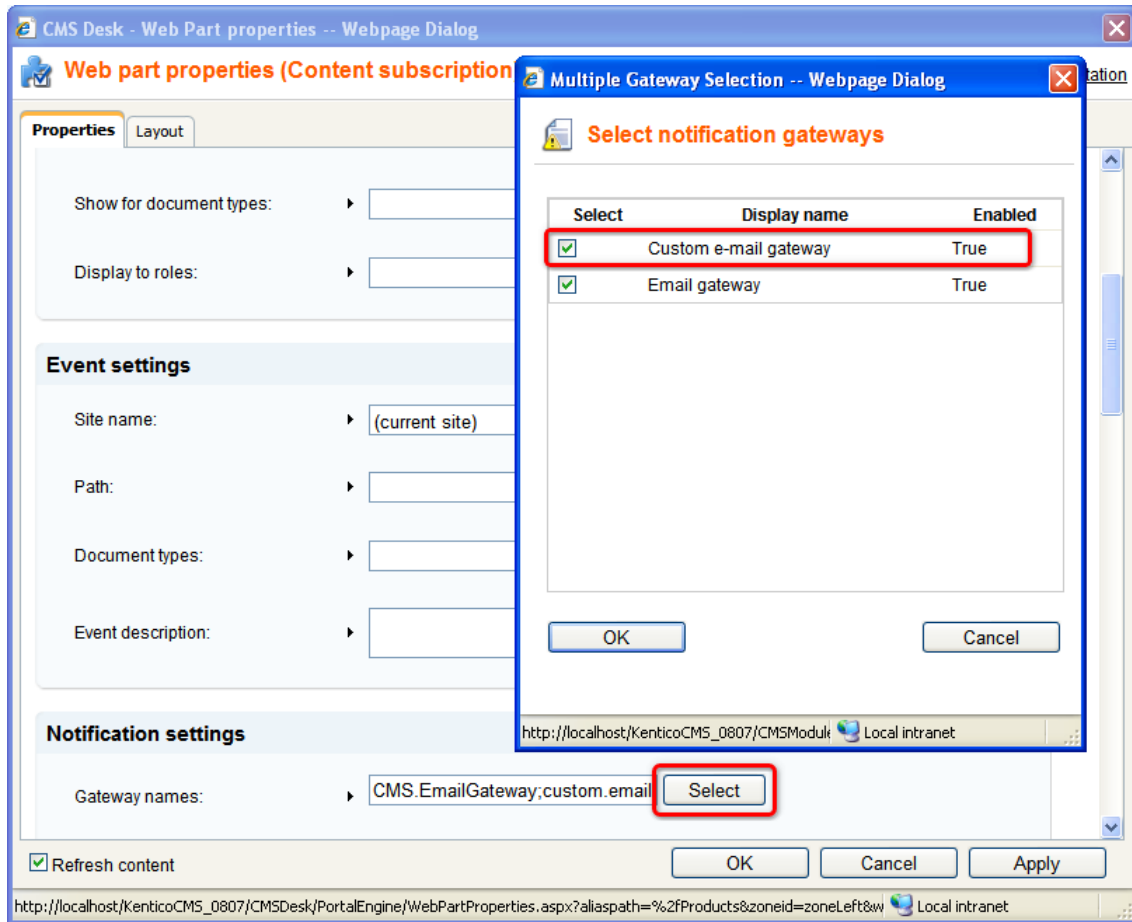 CMS Desk - Web Part properties -- Webpage Dialog
Web part properties (Content subscription
tation
Properties
Layout
Show for document types:
Display to roles:
Event settings
Site name:
(current site)
Path:
Document types:
Event description:
Notification settings
Gateway names:
CMS.EmailGateway;custom.email
Select
Refresh content
OK
Cancel
Apply
http://localhost/KenticoCMS_0807/CMSDesk/PortalEngine/WebPartProperties.aspx?aliaspath=%2fProducts&zoneid=zoneLeft&w
Local intranet
Multiple Gateway Selection -- Webpage Dialog
Select notification gateways
Select Display name Enabled
Custom e-mail gateway True
Email gateway True
OK
Cancel
http://localhost/KenticoCMS_0807/CMSModule
Local intranet